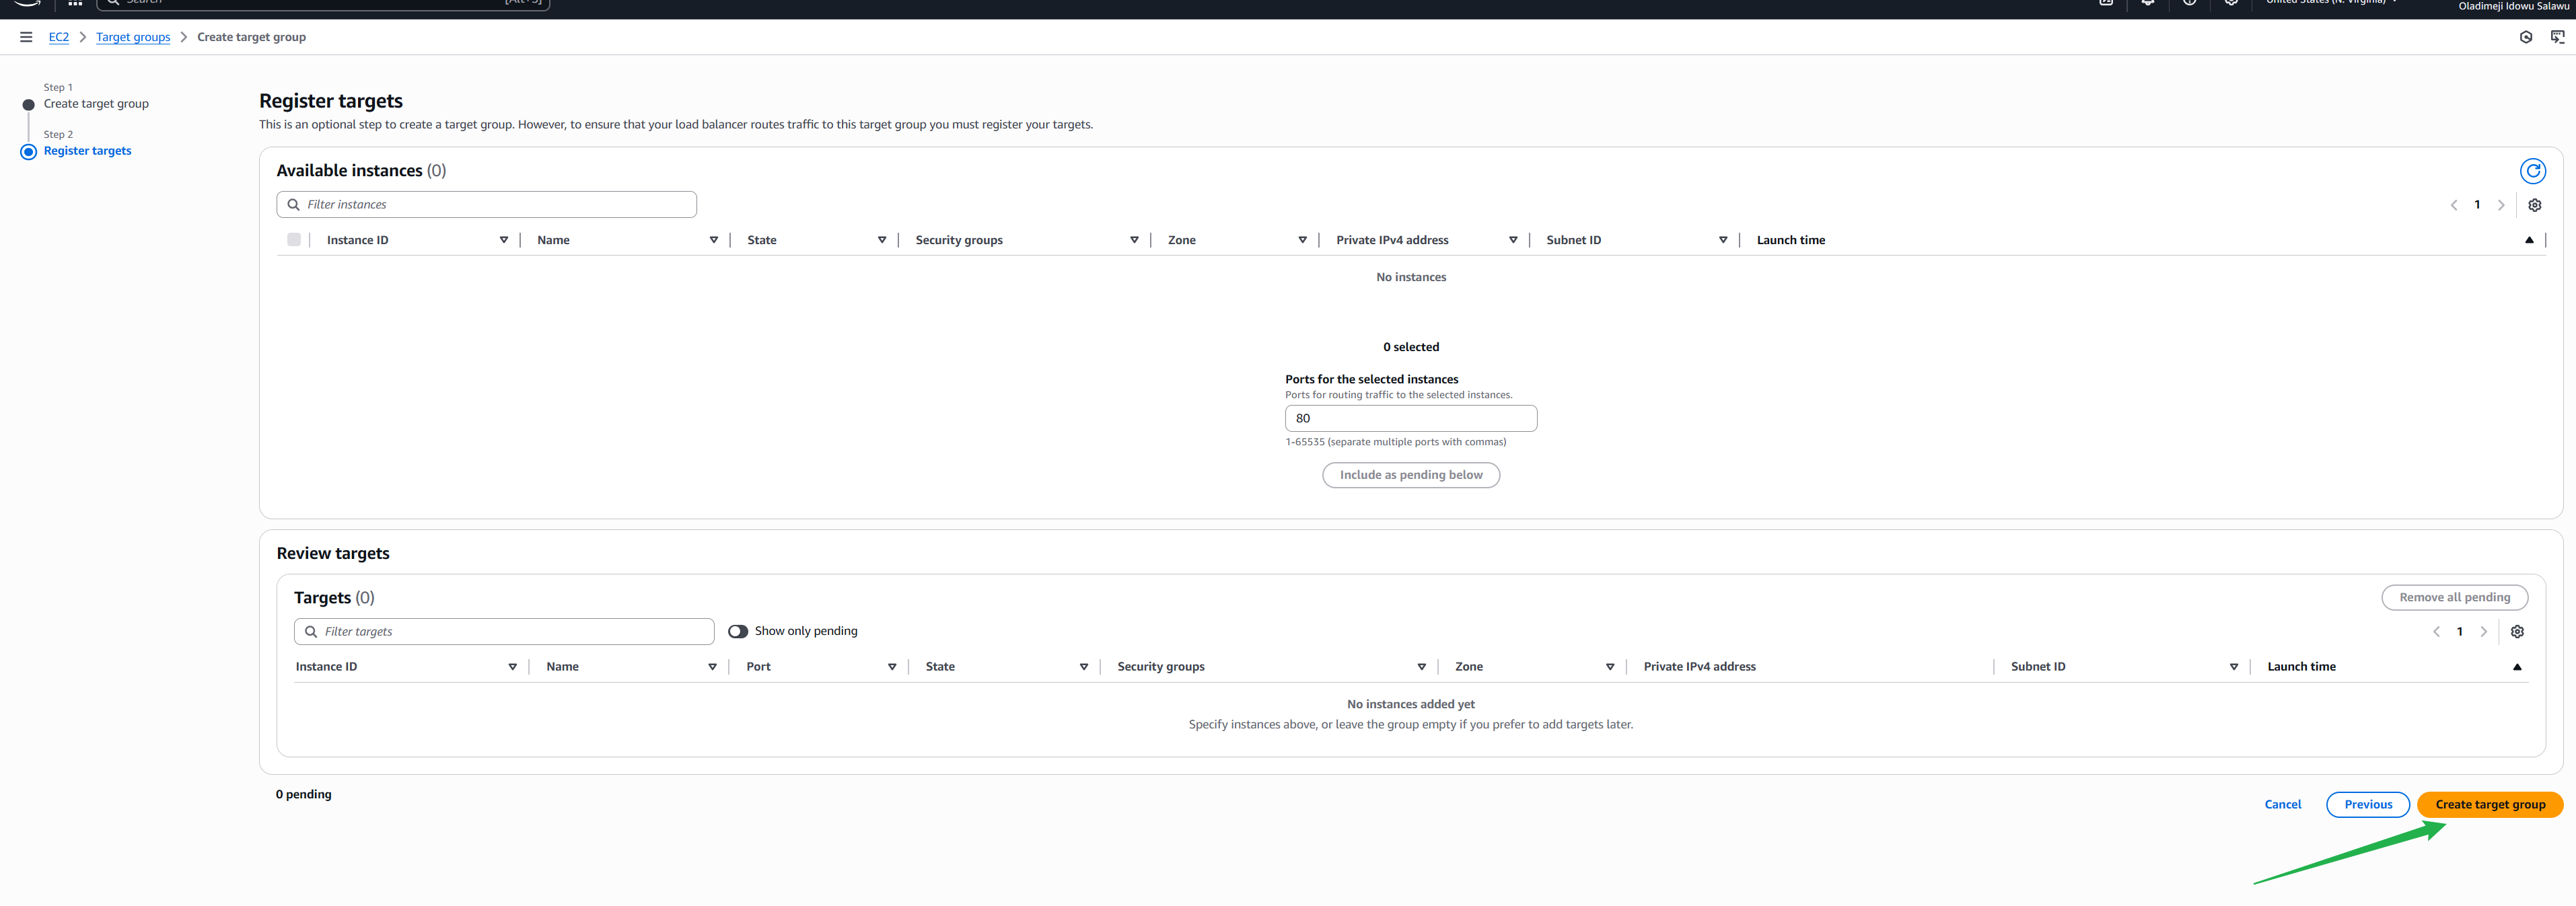 Search
[Alt+S]
United States (N. Virginia)
Oladimeji Idowu Salawu
EC2
Target groups
Create target group
Step 1
Create target group
Step 2
Register targets
Register targets
This is an optional step to create a target group. However, to ensure that your load balancer routes traffic to this target group you must register your targets.
Available instances (0)
Filter instances
1
Instance ID Name State Security groups Zone Private IPv4 address Subnet ID Launch time
No instances
0 selected
Ports for the selected instances
Ports for routing traffic to the selected instances.
80
1-65535 (separate multiple ports with commas)
Include as pending below
Review targets
Targets (0)
Remove all pending
Filter targets
Show only pending
1
Instance ID Name Port State Security groups Zone Private IPv4 address Subnet ID Launch time
No instances added yet
Specify instances above, or leave the group empty if you prefer to add targets later.
0 pending
Cancel
Previous
Create target group